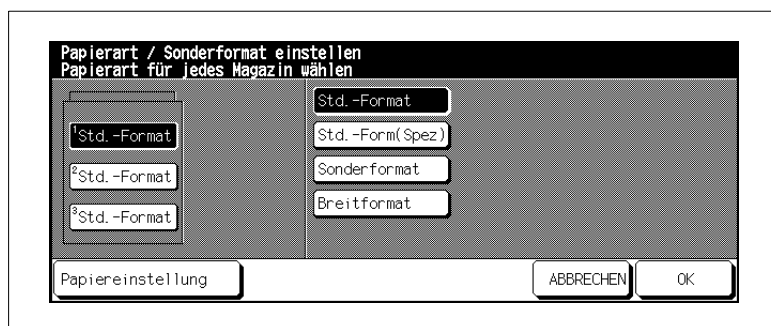 Papierart / Sonderformat einstellen
Papierart für jedes Magazin wählen
1Std.-Format
2Std.-Format
3Std.-Format
Std.-Format
Std.-Form(Spez)
Sonderformat
Breitformat
Papiereinstellung
ABBRECHEN
OK